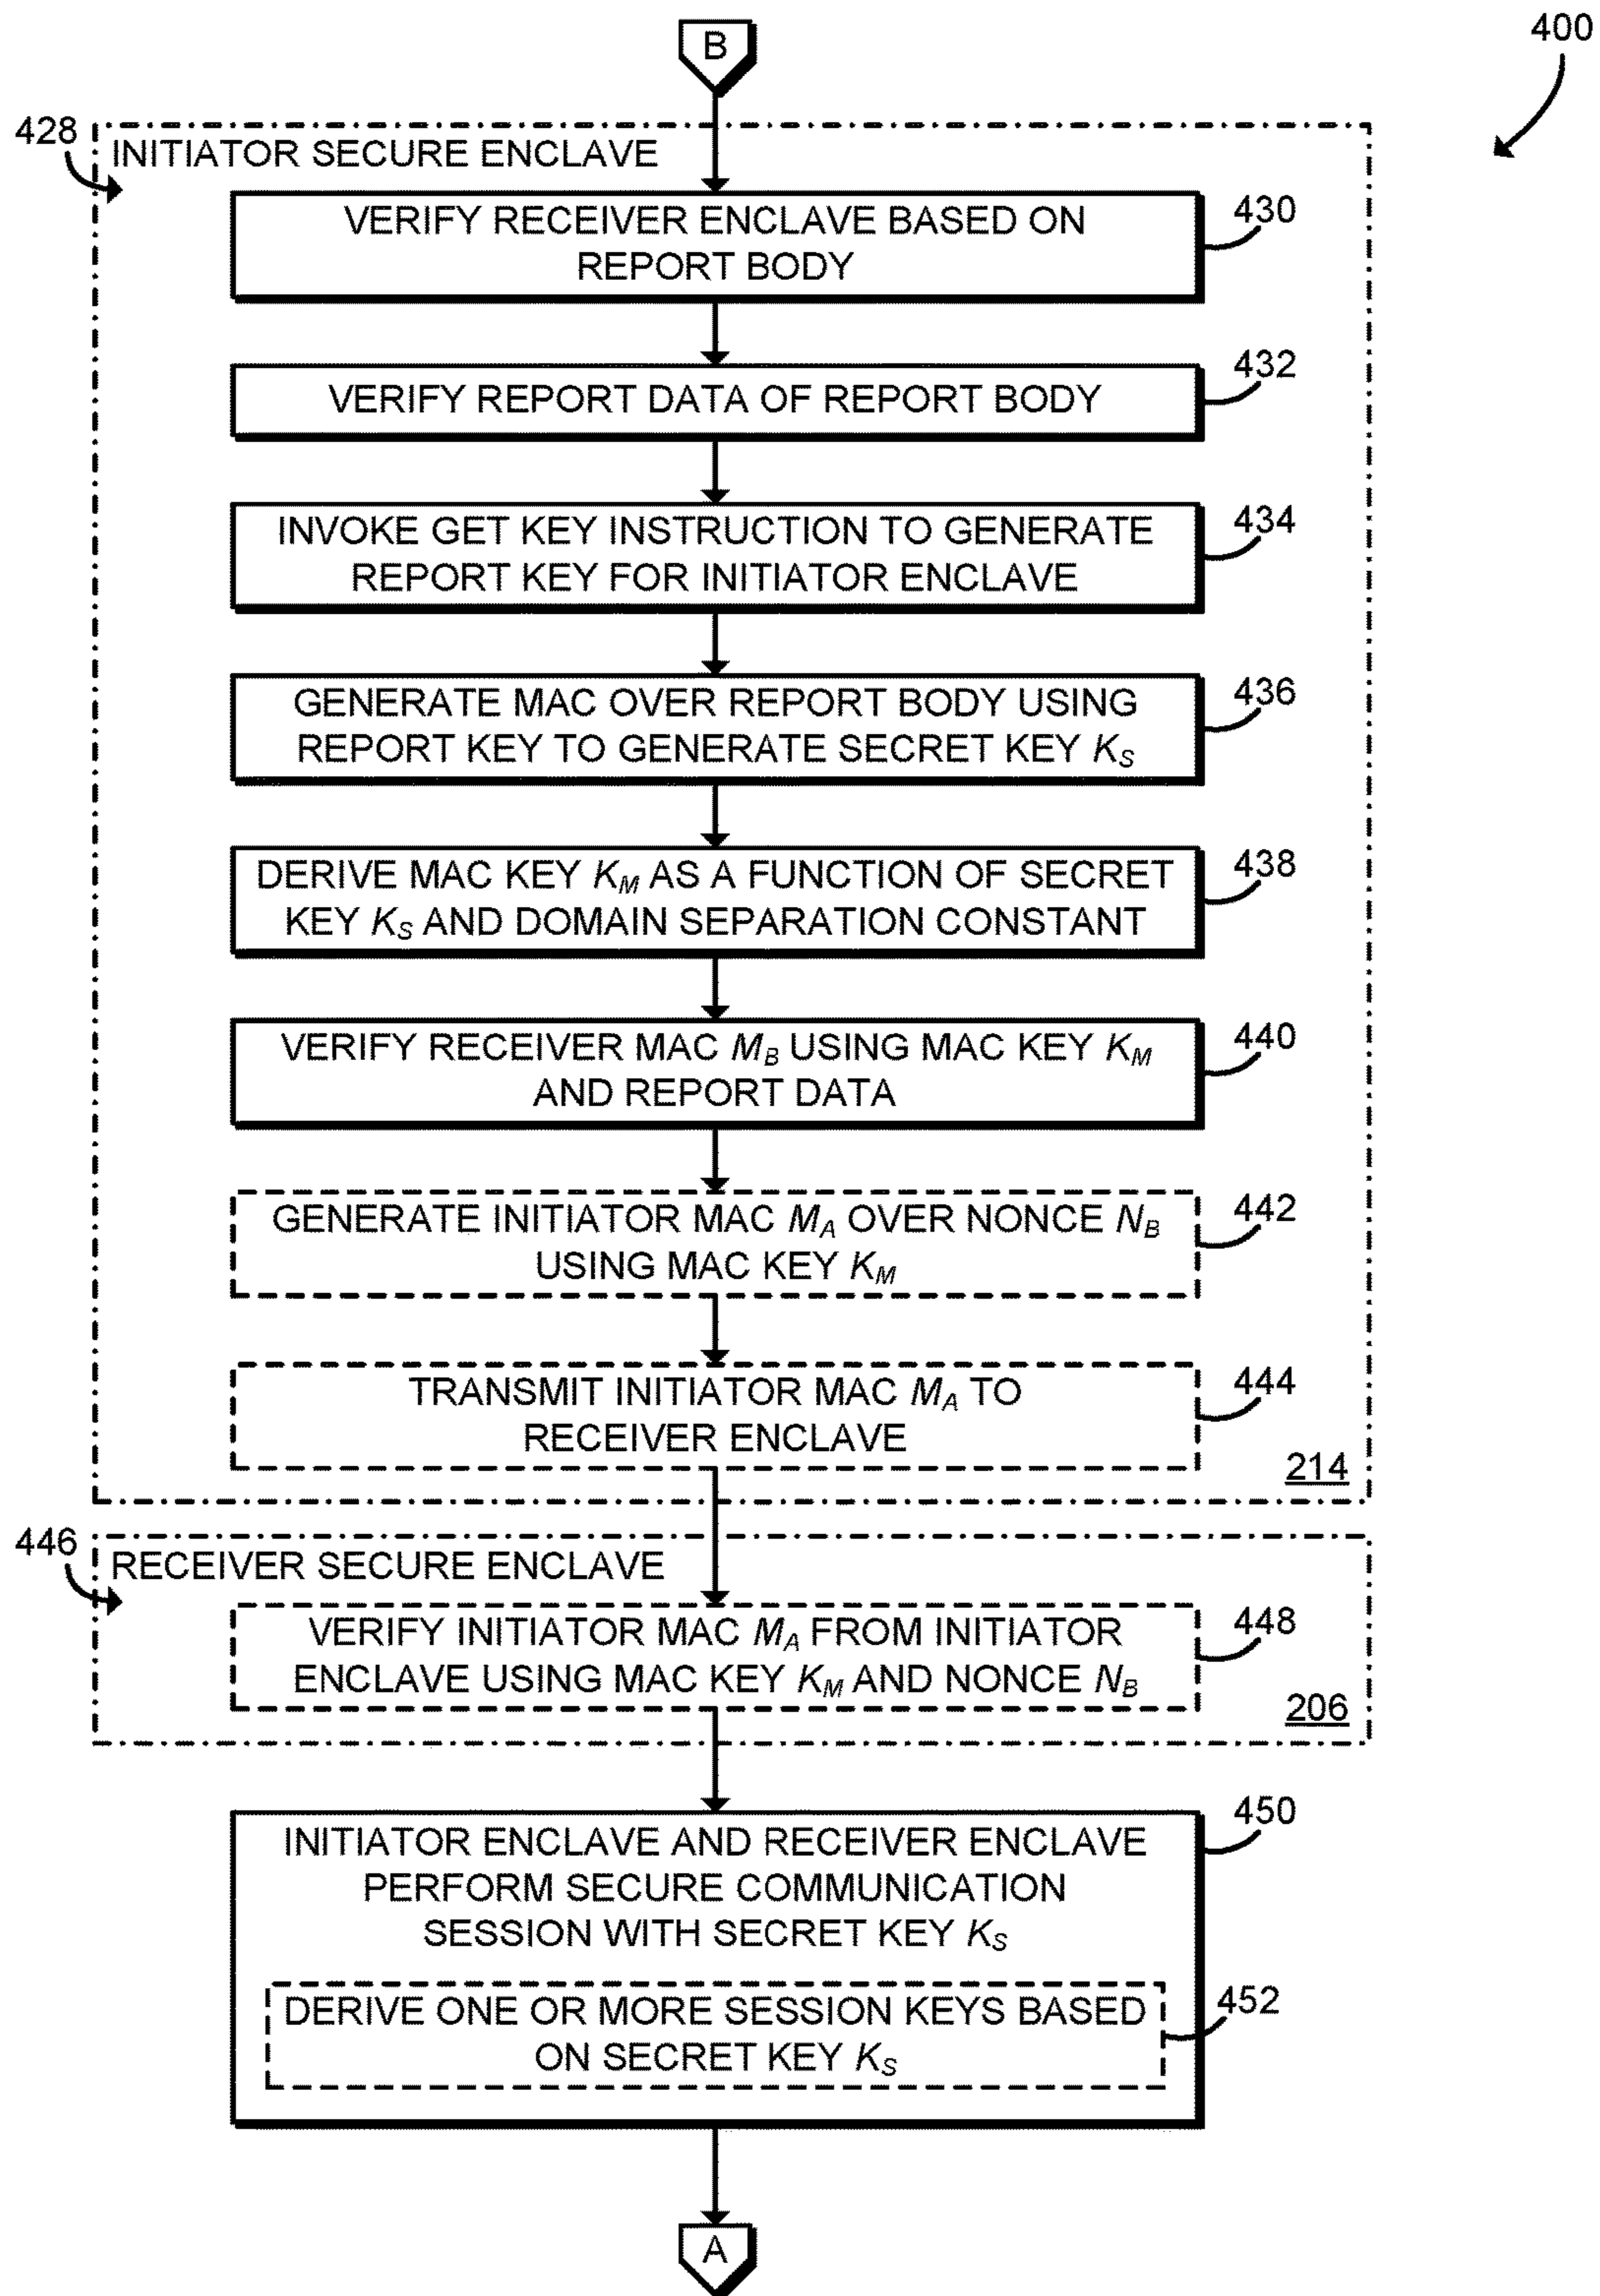 B
400
428
INITIATOR SECURE ENCLAVE
VERIFY RECEIVER ENCLAVE BASED ON
REPORT BODY
430
VERIFY REPORT DATA OF REPORT BODY
432
INVOKE GET KEY INSTRUCTION TO GENERATE
REPORT KEY FOR INITIATOR ENCLAVE
434
GENERATE MAC OVER REPORT BODY USING
REPORT KEY TO GENERATE SECRET KEY KS
436
DERIVE MAC KEY KM AS A FUNCTION OF SECRET
KEY KS AND DOMAIN SEPARATION CONSTANT
438
VERIFY RECEIVER MAC MB USING MAC KEY KM
AND REPORT DATA
440
GENERATE INITIATOR MAC MA OVER NONCE NB
USING MAC KEY KM
442
TRANSMIT INITIATOR MAC MA TO
RECEIVER ENCLAVE
444
214
446
RECEIVER SECURE ENCLAVE
VERIFY INITIATOR MAC MA FROM INITIATOR
ENCLAVE USING MAC KEY KM AND NONCE NB
448
206
INITIATOR ENCLAVE AND RECEIVER ENCLAVE
PERFORM SECURE COMMUNICATION
SESSION WITH SECRET KEY KS
450
DERIVE ONE OR MORE SESSION KEYS BASED
ON SECRET KEY KS
452
A